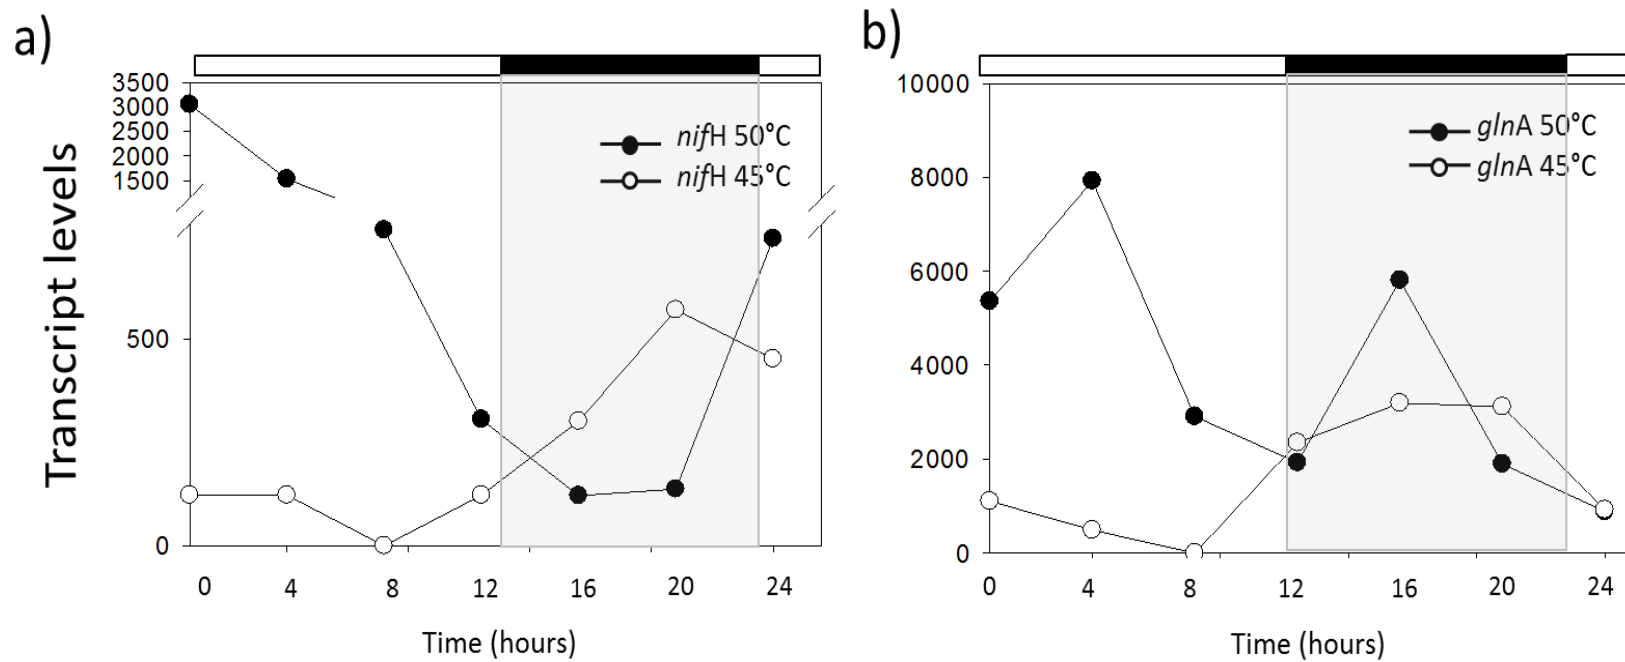 a)
Transcript levels
3500
3000
2500
2000
1500
500
0
nifH 50°C
nifH 45°C
0 4 8 12 16 20 24
Time (hours)
b)
10000
8000
6000
4000
2000
0
glnA 50°C
glnA 45°C
0 4 8 12 16 20 24
Time (hours)